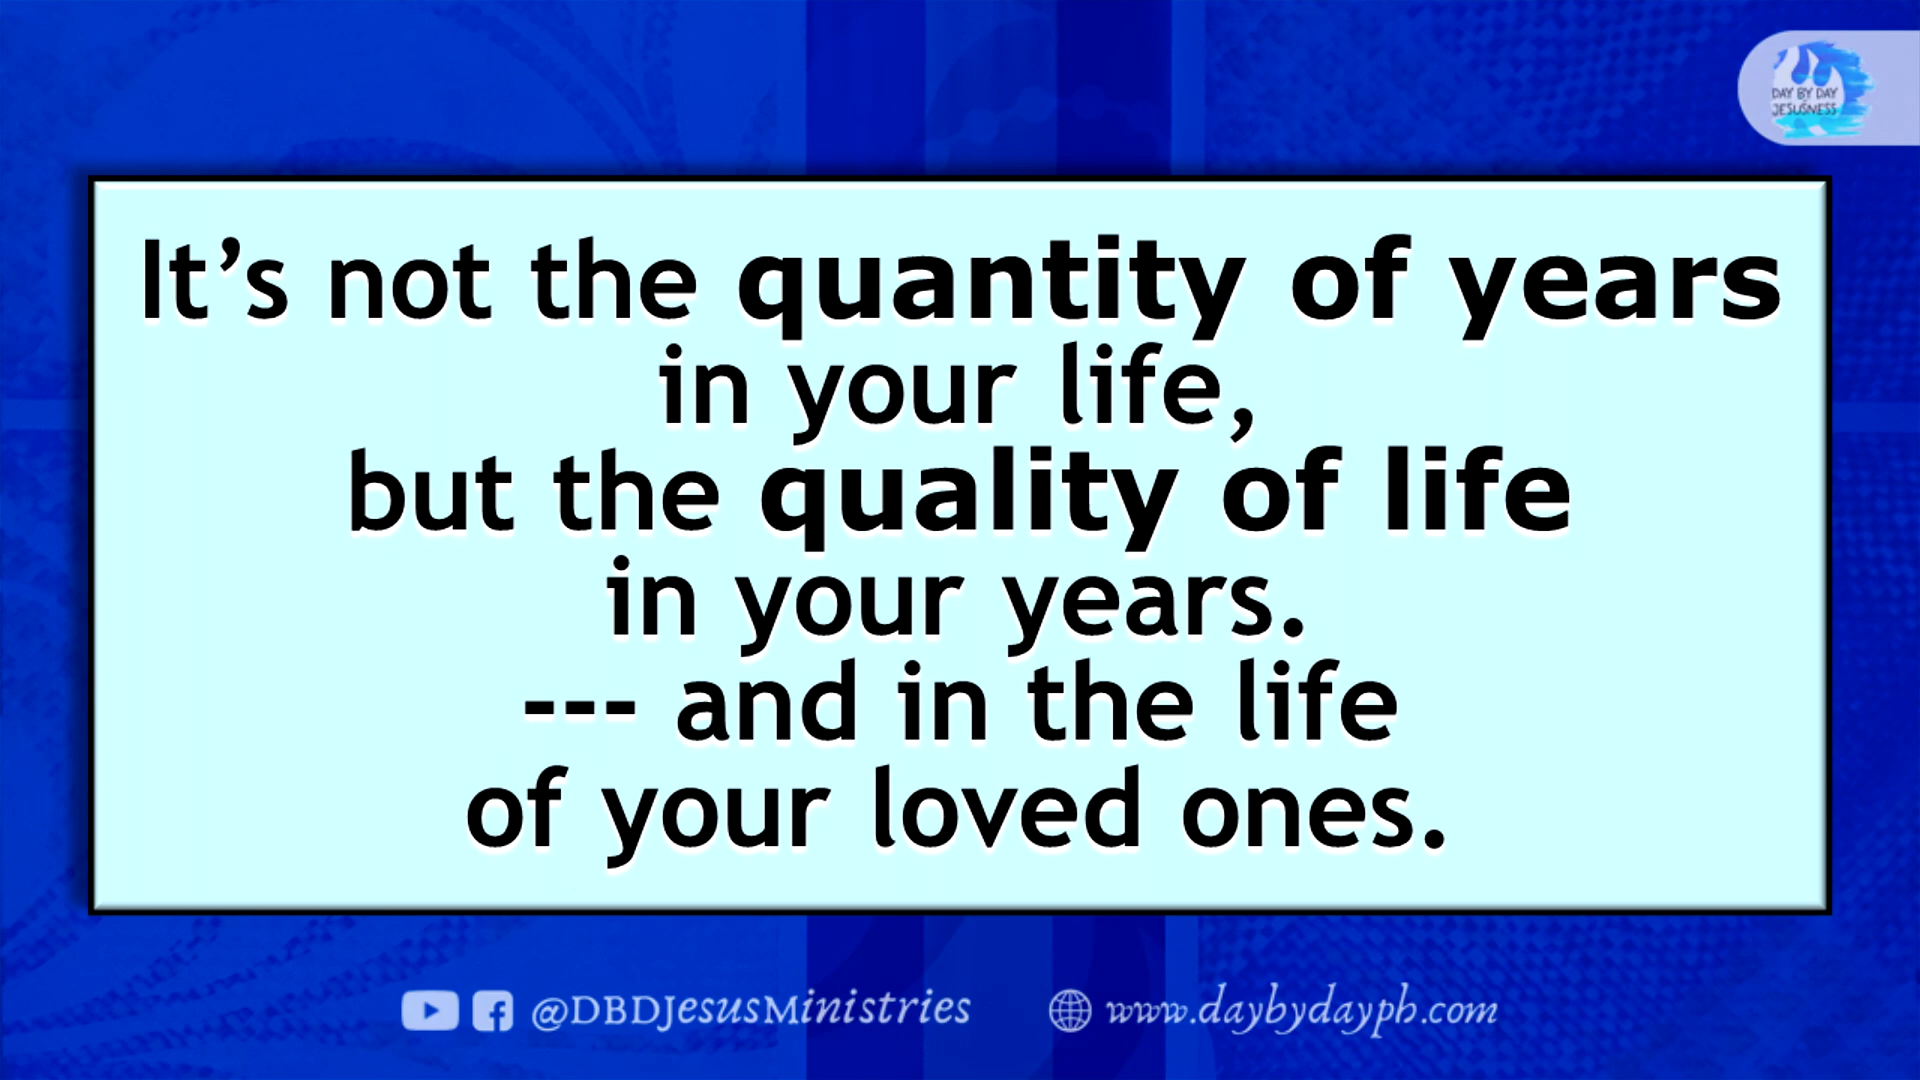 DAY BY DAY
JESUSNESS
It’s not the quantity of years
in your life,
but the quality of life
in your years.
--- and in the life
of your loved ones.
@DBDJesusMinistries
www.daybydayph.com